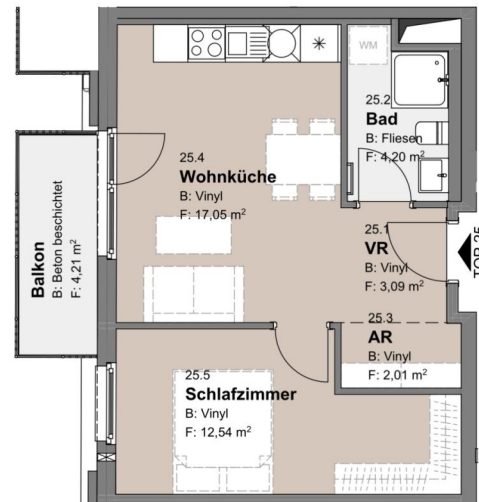 WM
25.2
Bad
B: Fliesen
F: 4,20 m²
25.4
Wohnküche
B: Vinyl
F: 17,05 m²
Balkon
B: Beton beschichtet
F: 4,21 m²
25.1
VR
B: Vinyl
F: 3,09 m²
TOP 25
25.3
AR
B: Vinyl
F: 2,01 m²
25.5
Schlafzimmer
B: Vinyl
F: 12,54 m²